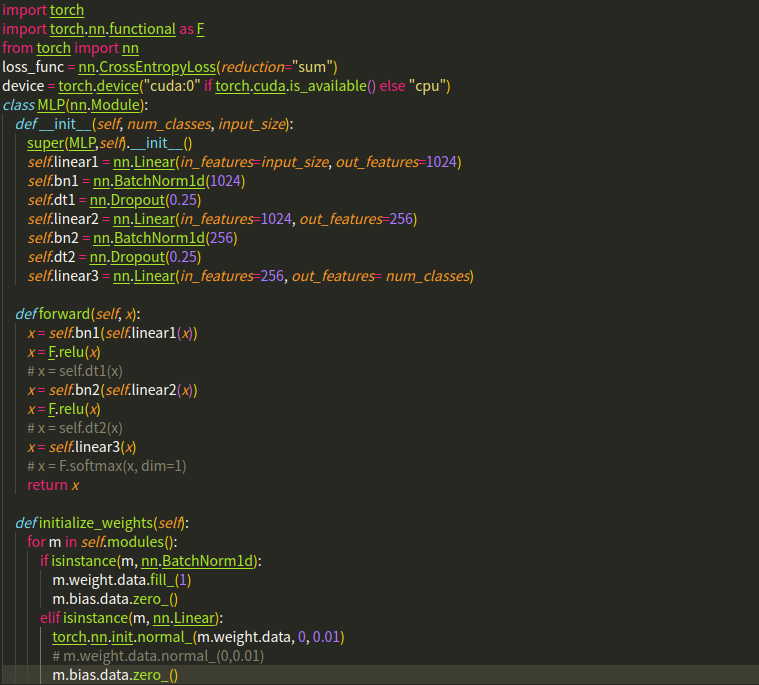 import torch
import torch.nn.functional as F
from torch import nn
loss_func = nn.CrossEntropyLoss(reduction="sum")
device = torch.device("cuda:0" if torch.cuda.is_available() else "cpu")
class MLP(nn.Module):
    def __init__(self, num_classes, input_size):
        super(MLP,self).__init__()
        self.linear1 = nn.Linear(in_features=input_size, out_features=1024)
        self.bn1 = nn.BatchNorm1d(1024)
        self.dt1 = nn.Dropout(0.25)
        self.linear2 = nn.Linear(in_features=1024, out_features=256)
        self.bn2 = nn.BatchNorm1d(256)
        self.dt2 = nn.Dropout(0.25)
        self.linear3 = nn.Linear(in_features=256, out_features= num_classes)

    def forward(self, x):
        x = self.bn1(self.linear1(x))
        x = F.relu(x)
        # x = self.dt1(x)
        x = self.bn2(self.linear2(x))
        x = F.relu(x)
        # x = self.dt2(x)
        x = self.linear3(x)
        # x = F.softmax(x, dim=1)
        return x

    def initialize_weights(self):
        for m in self.modules():
            if isinstance(m, nn.BatchNorm1d):
                m.weight.data.fill_(1)
                m.bias.data.zero_()
            elif isinstance(m, nn.Linear):
                torch.nn.init.normal_(m.weight.data, 0, 0.01)
                # m.weight.data.normal_(0,0.01)
                m.bias.data.zero_()